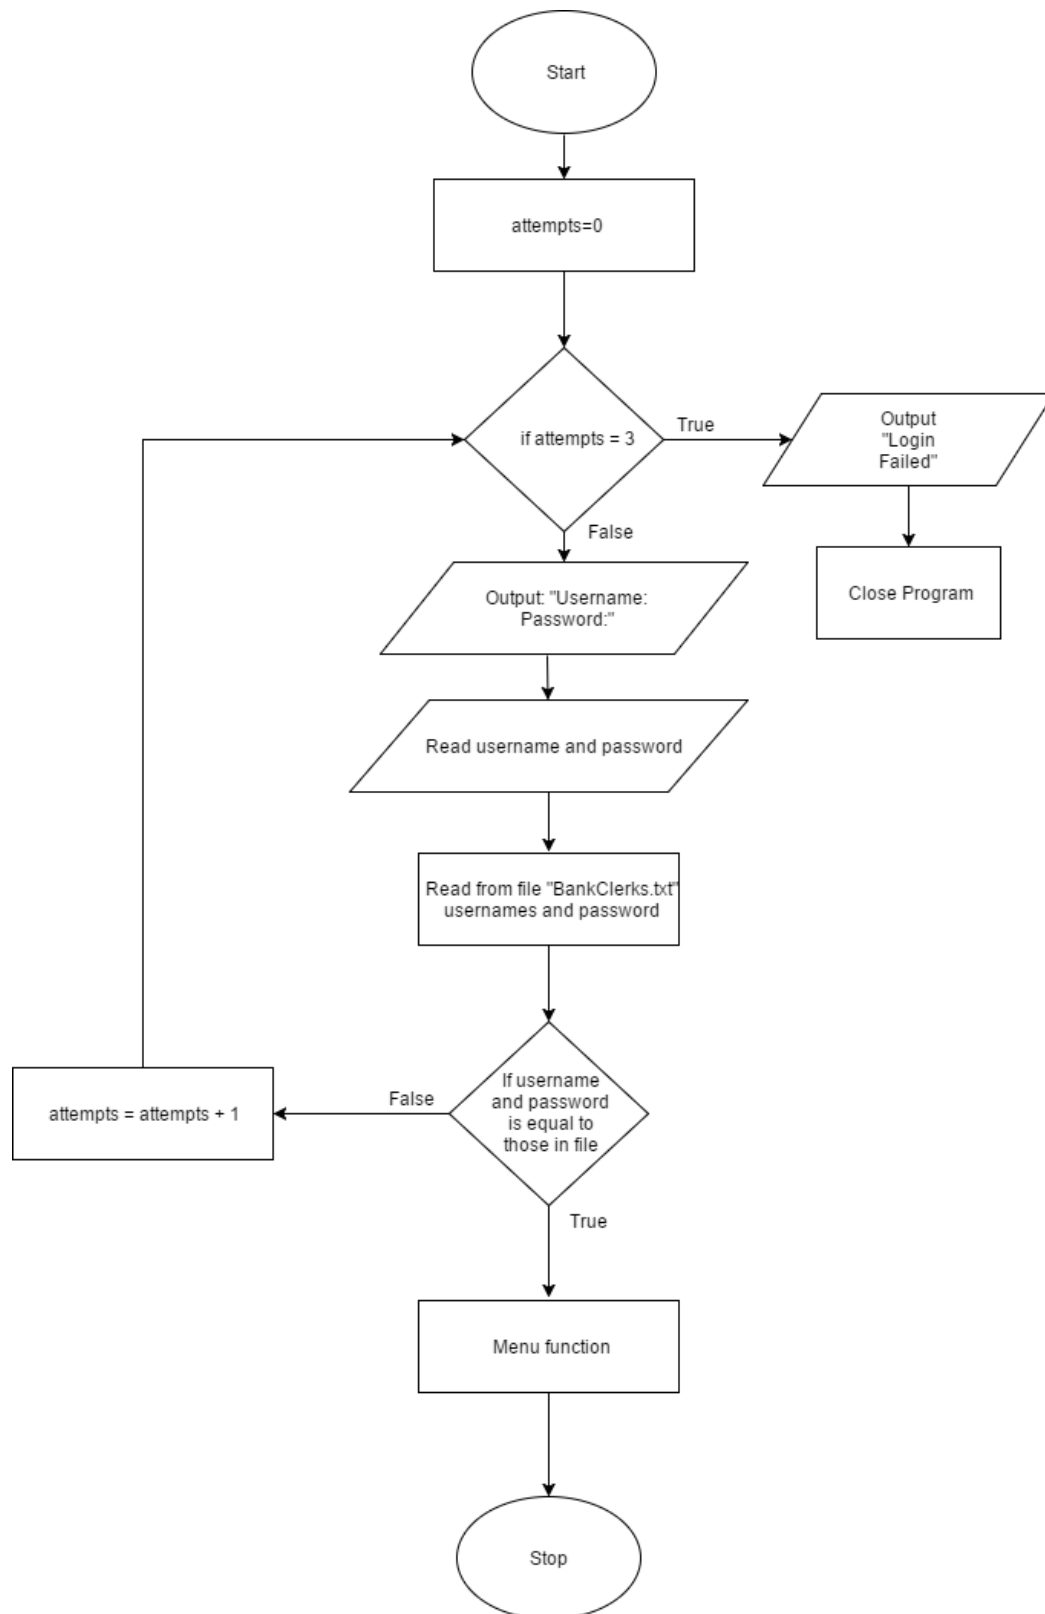 Start
attempts=0
if attempts = 3
True
Output
"Login
Failed"
False
Close Program
Output: "Username:
Password:"
Read username and password
Read from file "BankClerks.txt"
usernames and password
If username
and password
is equal to
those in file
False
attempts = attempts + 1
True
Menu function
Stop